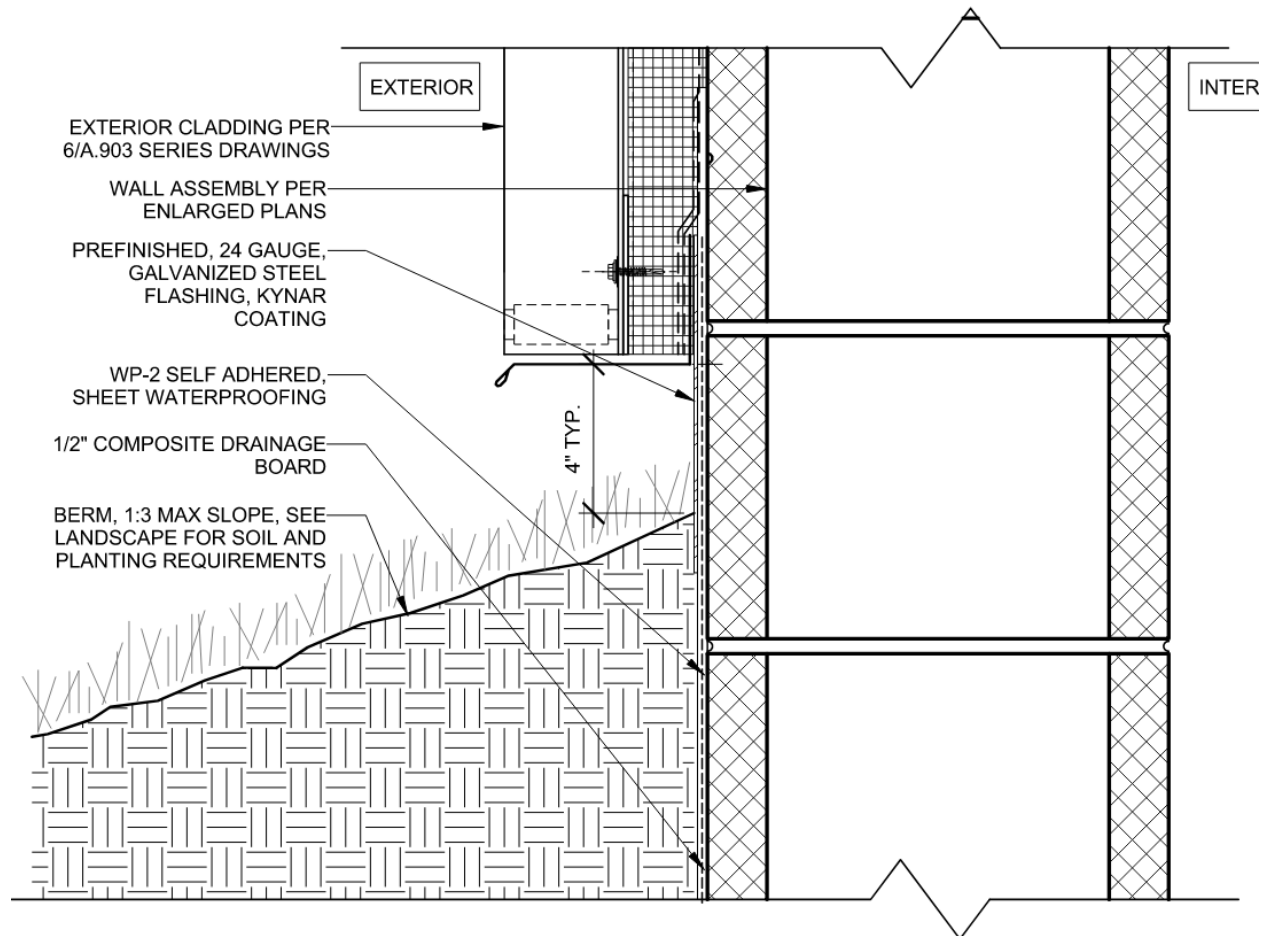 EXTERIOR
INTER
EXTERIOR CLADDING PER
6/A.903 SERIES DRAWINGS
WALL ASSEMBLY PER
ENLARGED PLANS
PREFINISHED, 24 GAUGE,
GALVANIZED STEEL
FLASHING, KYNAR
COATING
WP-2 SELF ADHERED,
SHEET WATERPROOFING
4" TYP.
1/2" COMPOSITE DRAINAGE
BOARD
BERM, 1:3 MAX SLOPE, SEE
LANDSCAPE FOR SOIL AND
PLANTING REQUIREMENTS